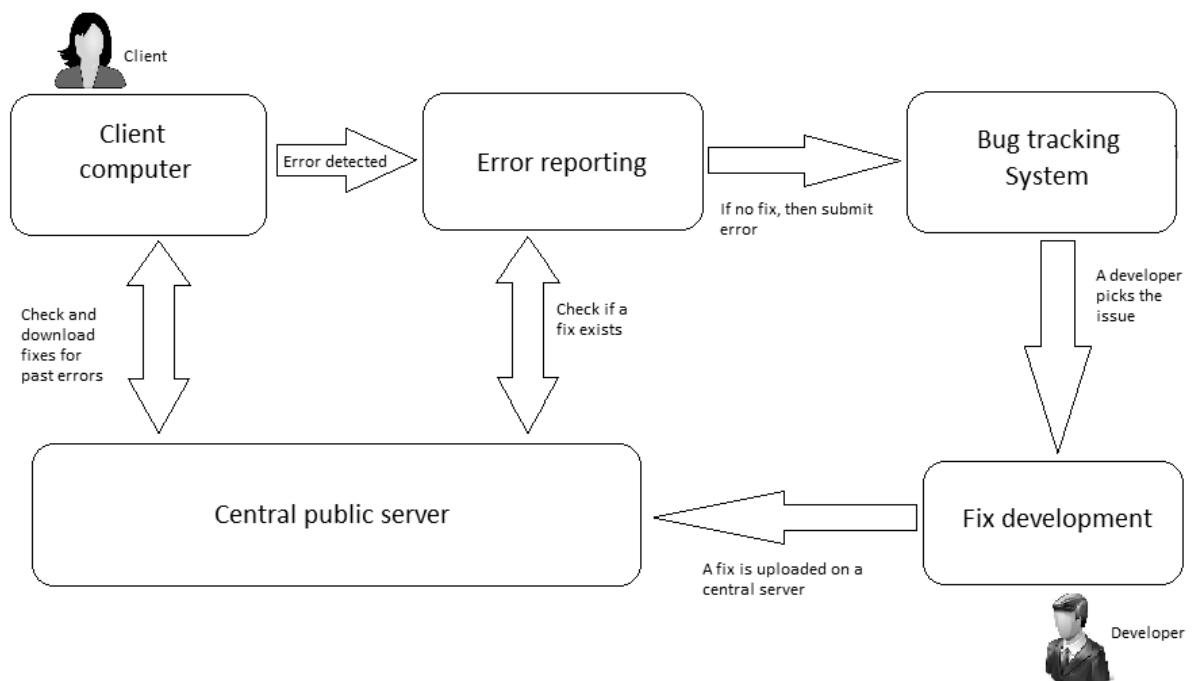 Client
Client
computer
Error detected
Error reporting
If no fix, then submit
error
Bug tracking
System
Check and
download
fixes for
past errors
Check if a
fix exists
A developer
picks the
issue
Central public server
A fix is uploaded on a
central server
Fix development
Developer